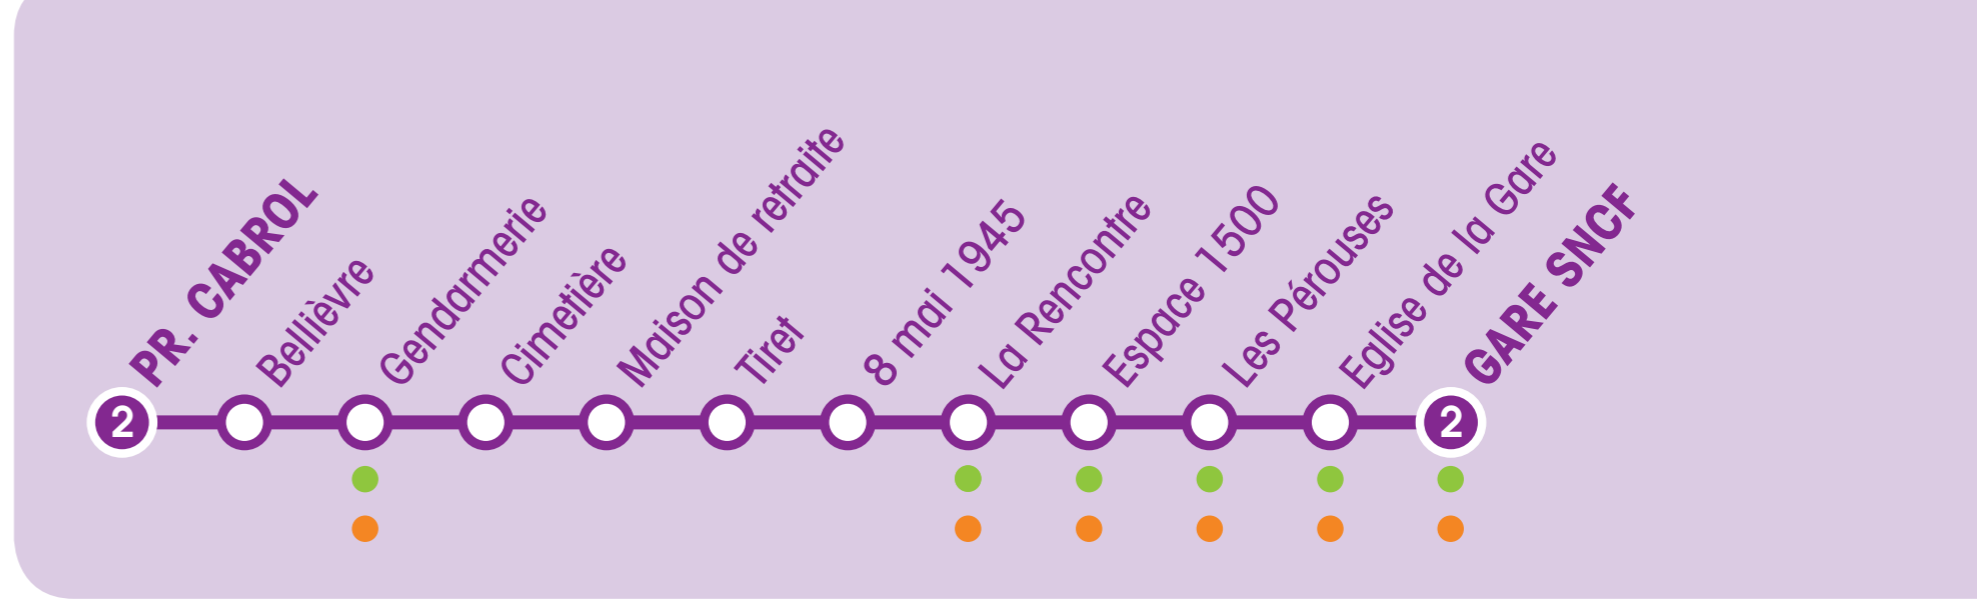 PR. CABROL
Bellièvre
Gendarmerie
Cimetière
Maison de retraite
Tiret
8 mai 1945
La Rencontre
Espace 1500
Les Pérouses
Eglise de la Gare
GARE SNCF
2
2